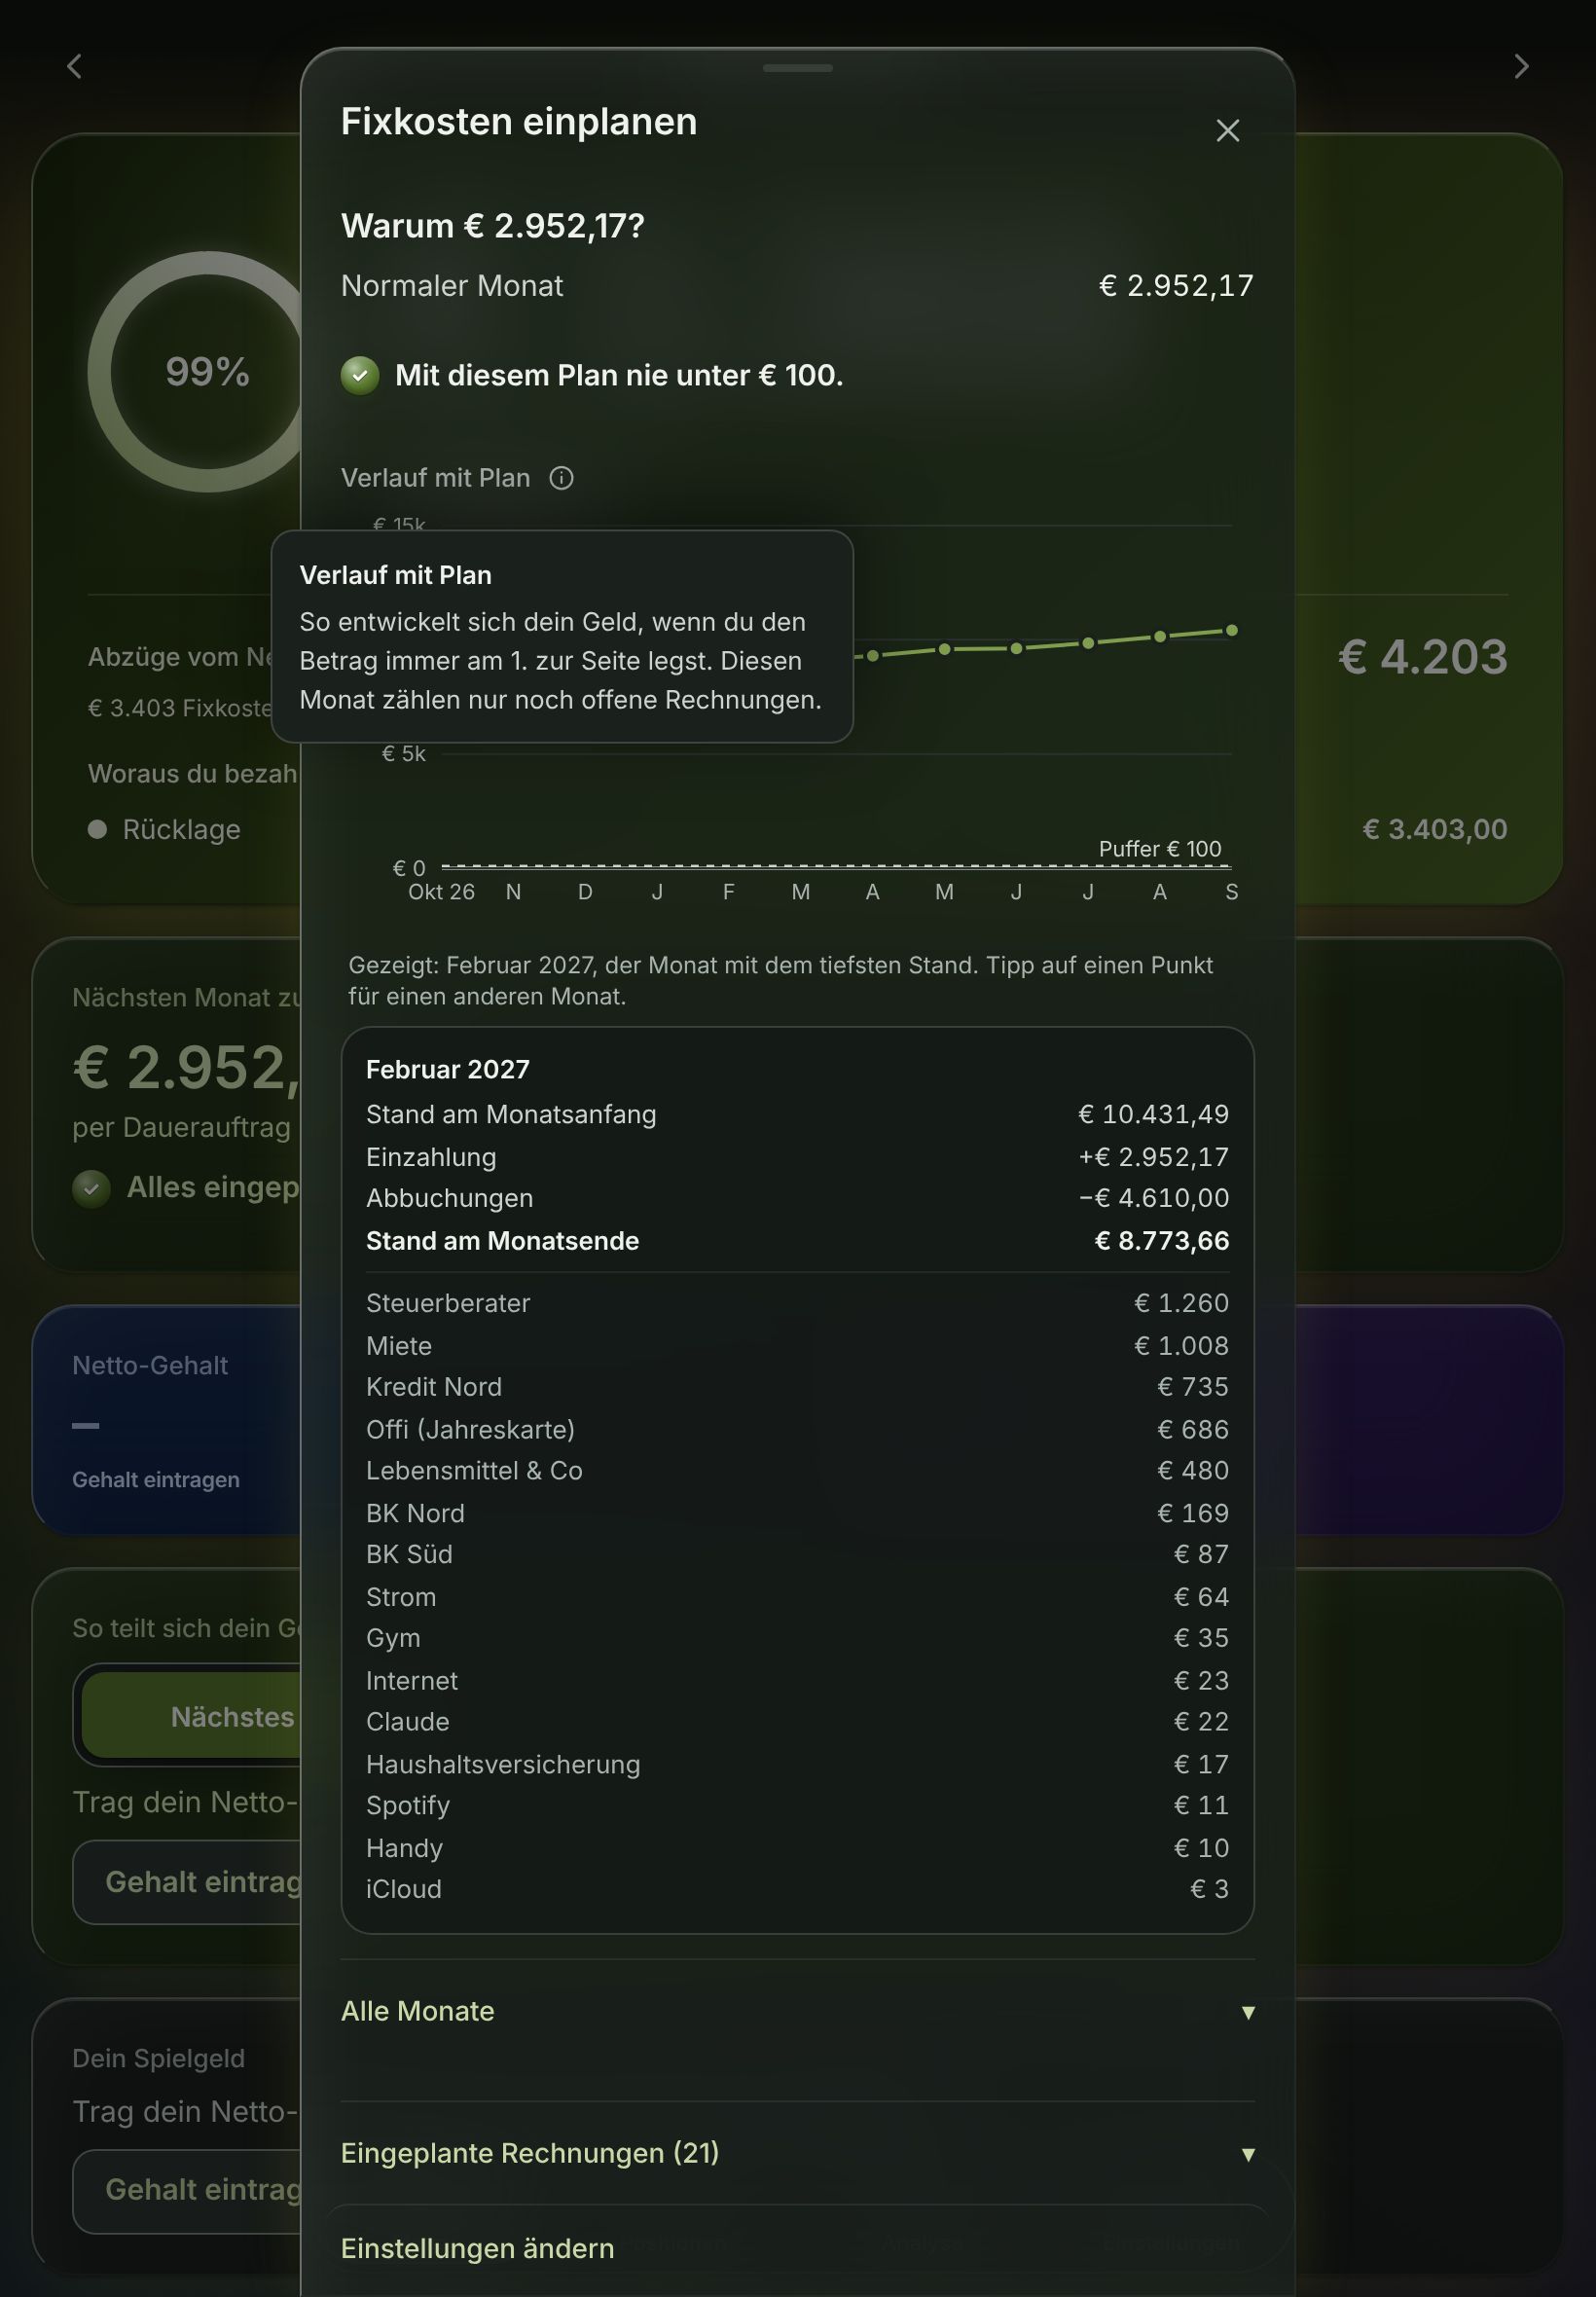 Fixkosten einplanen
Warum € 2.952,17?
Normaler Monat € 2.952,17
Mit diesem Plan nie unter € 100.
Verlauf mit Plan
€ 15k
Verlauf mit Plan
So entwickelt sich dein Geld, wenn du den
Betrag immer am 1. zur Seite legst. Diesen
Monat zählen nur noch offene Rechnungen.
€ 5k
Puffer € 100
€ 0
Okt 26 N D J F M A M J J A S
Gezeigt: Februar 2027, der Monat mit dem tiefsten Stand. Tipp auf einen Punkt
für einen anderen Monat.
Februar 2027
Stand am Monatsanfang € 10.431,49
Einzahlung +€ 2.952,17
Abbuchungen −€ 4.610,00
Stand am Monatsende € 8.773,66
Steuerberater € 1.260
Miete € 1.008
Kredit Nord € 735
Offi (Jahreskarte) € 686
Lebensmittel & Co € 480
BK Nord € 169
BK Süd € 87
Strom € 64
Gym € 35
Internet € 23
Claude € 22
Haushaltsversicherung € 17
Spotify € 11
Handy € 10
iCloud € 3
Alle Monate
Eingeplante Rechnungen (21)
Einstellungen ändern
99%
Abzüge vom
€ 4.203
€ 3.403
Woraus du
Rücklage € 3.403,00
Nächsten Monat
€ 2.952,
per Dauerauftrag
Alles
Netto-Gehalt
–
Gehalt eintragen
So teilt sich dein
Nächstes
Trag dein Netto-
Gehalt
Dein Spielgeld
Trag dein Netto-
Gehalt